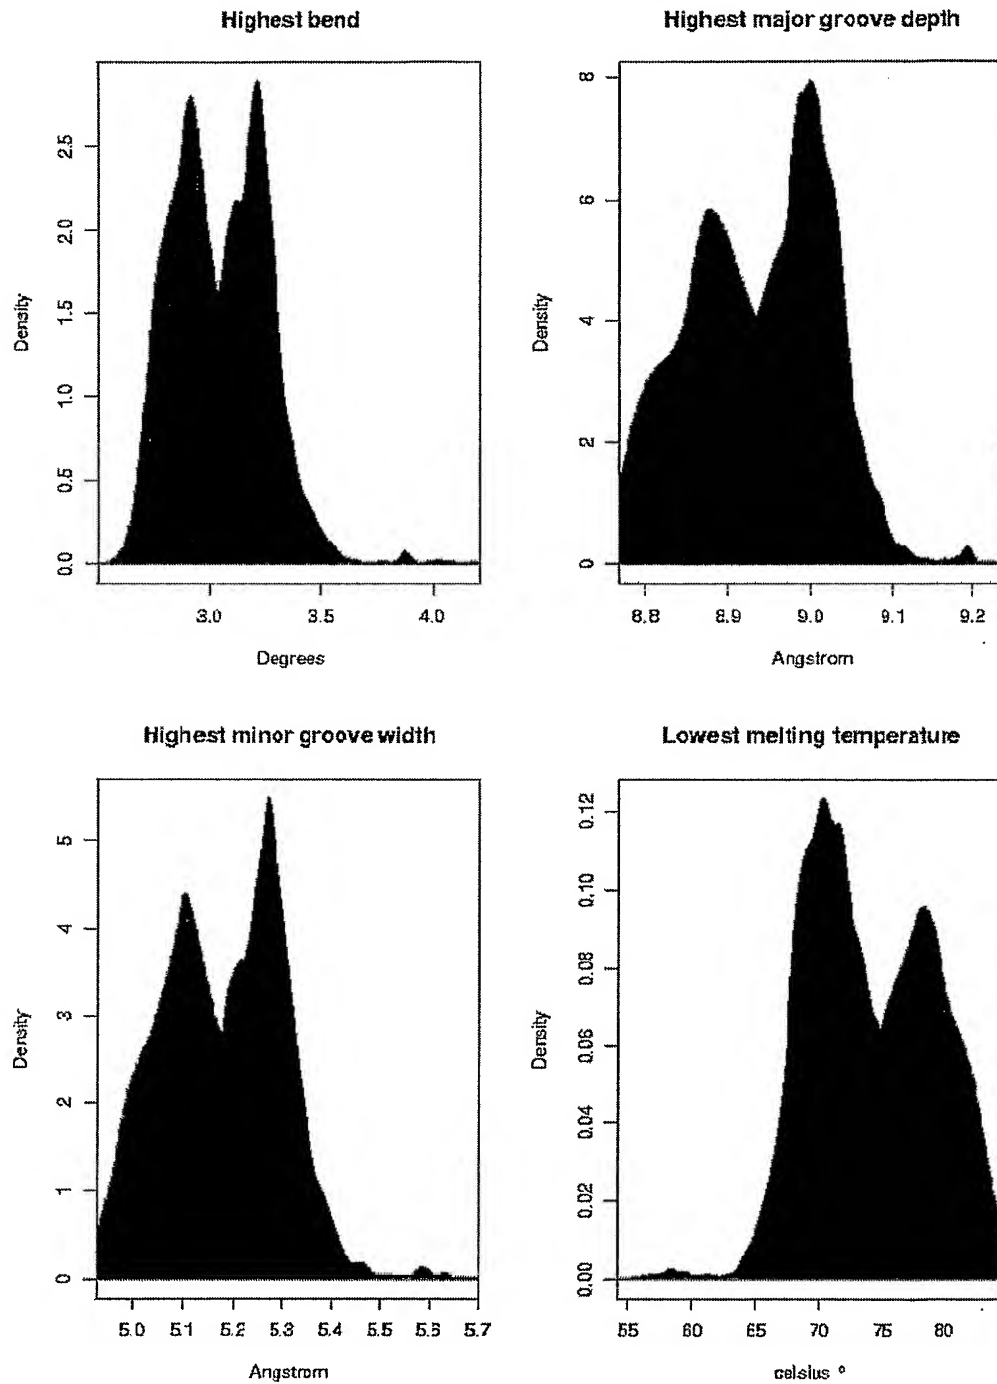 Highest bend
Density
0.0 0.5 1.0 1.5 2.0 2.5
3.0 3.5 4.0
Degrees
Highest major groove depth
Density
0 2 4 6 8
8.8 8.9 9.0 9.1 9.2
Angstrom
Highest minor groove width
Density
0 1 2 3 4 5
5.0 5.1 5.2 5.3 5.4 5.5 5.6 5.7
Angstrom
Lowest melting temperature
Density
0.00 0.02 0.04 0.06 0.08 0.10 0.12
55 60 65 70 75 80
celsius °